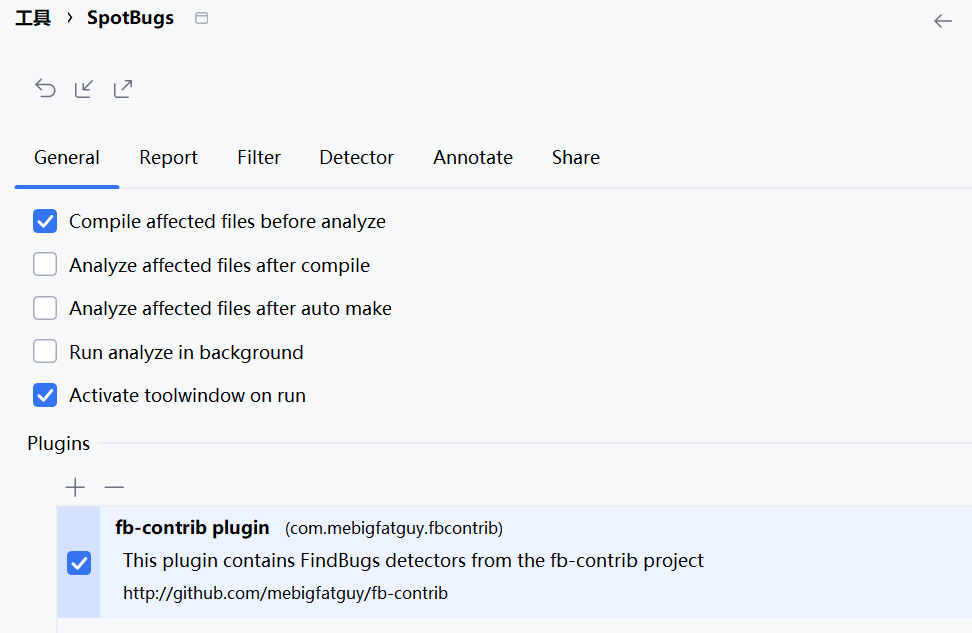 工具 › SpotBugs
General Report Filter Detector Annotate Share
Compile affected files before analyze
Analyze affected files after compile
Analyze affected files after auto make
Run analyze in background
Activate toolwindow on run
Plugins
fb-contrib plugin (com.mebigfatguy.fbcontrib)
This plugin contains FindBugs detectors from the fb-contrib project
http://github.com/mebigfatguy/fb-contrib